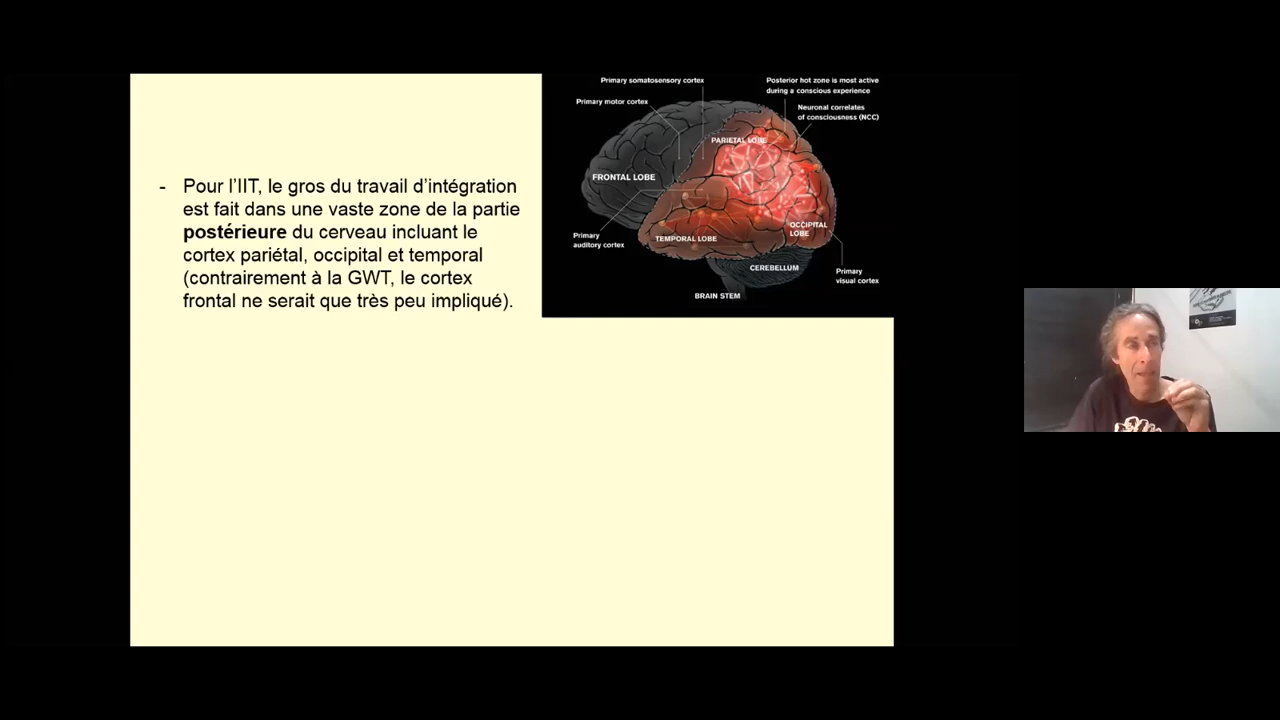 - Pour l'IIT, le gros du travail d'intégration
est fait dans une vaste zone de la partie
postérieure du cerveau incluant le
cortex pariétal, occipital et temporal
(contrairement à la GWT, le cortex
frontal ne serait que très peu impliqué).
Primary somatosensory cortex
Primary motor cortex
Posterior hot zone is most active
during a conscious experience
Neuronal correlates
of consciousness (NCC)
PARIETAL LOBE
FRONTAL LOBE
Primary
auditory cortex
TEMPORAL LOBE
OCCIPITAL
LOBE
CEREBELLUM
Primary
visual cortex
BRAIN STEM